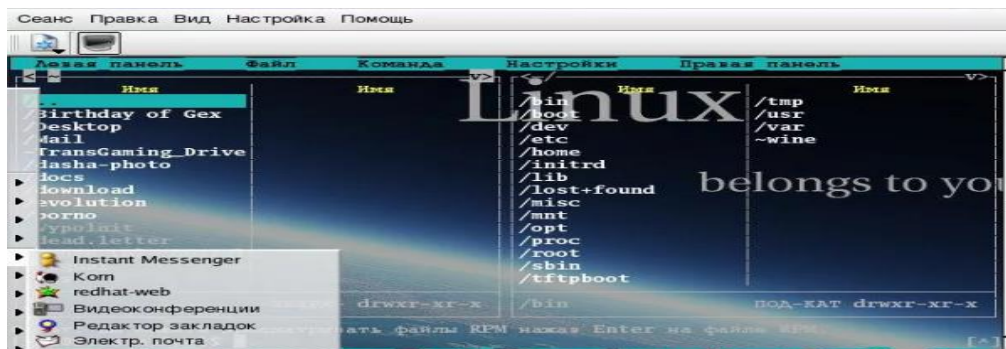 Сеанс Правка Вид Настройка Помощь
Левая панель Файл Команда Настройки Правая панель
Имя Имя Имя Имя
Linux
belongs to you
/..
/Birthday of Gex
/Desktop
/Mail
~TransGaming_Drive
/dasha-photo
/docs
/download
/evolution
/porno
dead.letter
/bin
/boot
/dev
/etc
/home
/initrd
/lib
/lost+found
/misc
/mnt
/opt
/proc
/root
/sbin
/tftpboot
/tmp
/usr
/var
~wine
drwxr-xr-x
/bin ПОД-КАТ drwxr-xr-x
файлы RPM нажав Enter на файле RPM.
Instant Messenger
Korn
redhat-web
Видеоконференции
Редактор закладок
Электр. почта
[^]